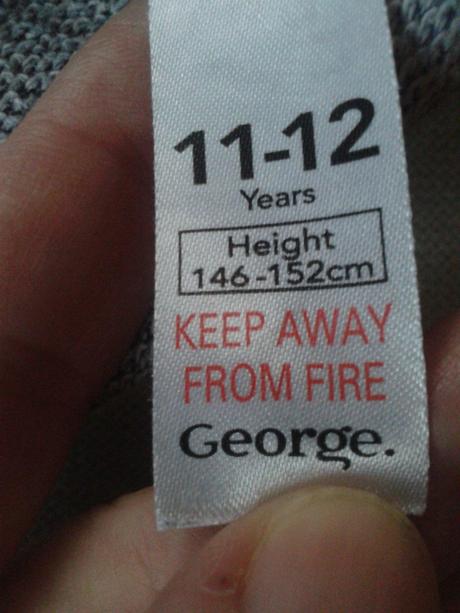 11-12
Years
Height
146-152cm
KEEP AWAY
FROM FIRE
George.